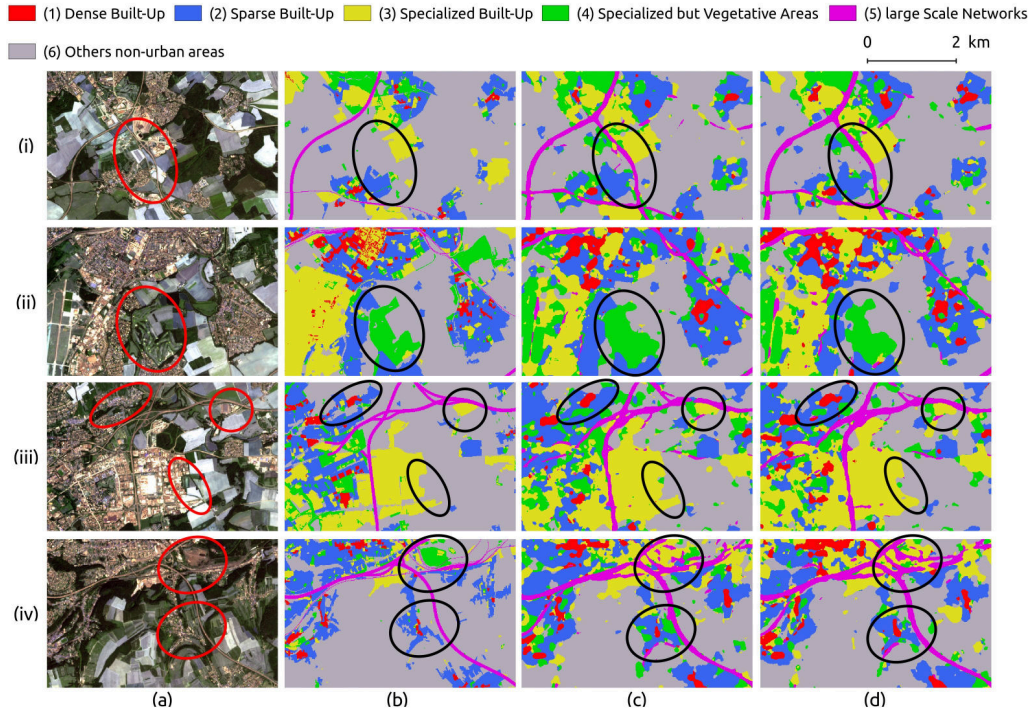 (1) Dense Built-Up (2) Sparse Built-Up (3) Specialized Built-Up (4) Specialized but Vegetative Areas (5) large Scale Networks
(6) Others non-urban areas
0 2 km
(i)
(ii)
(iii)
(iv)
(a) (b) (c) (d)